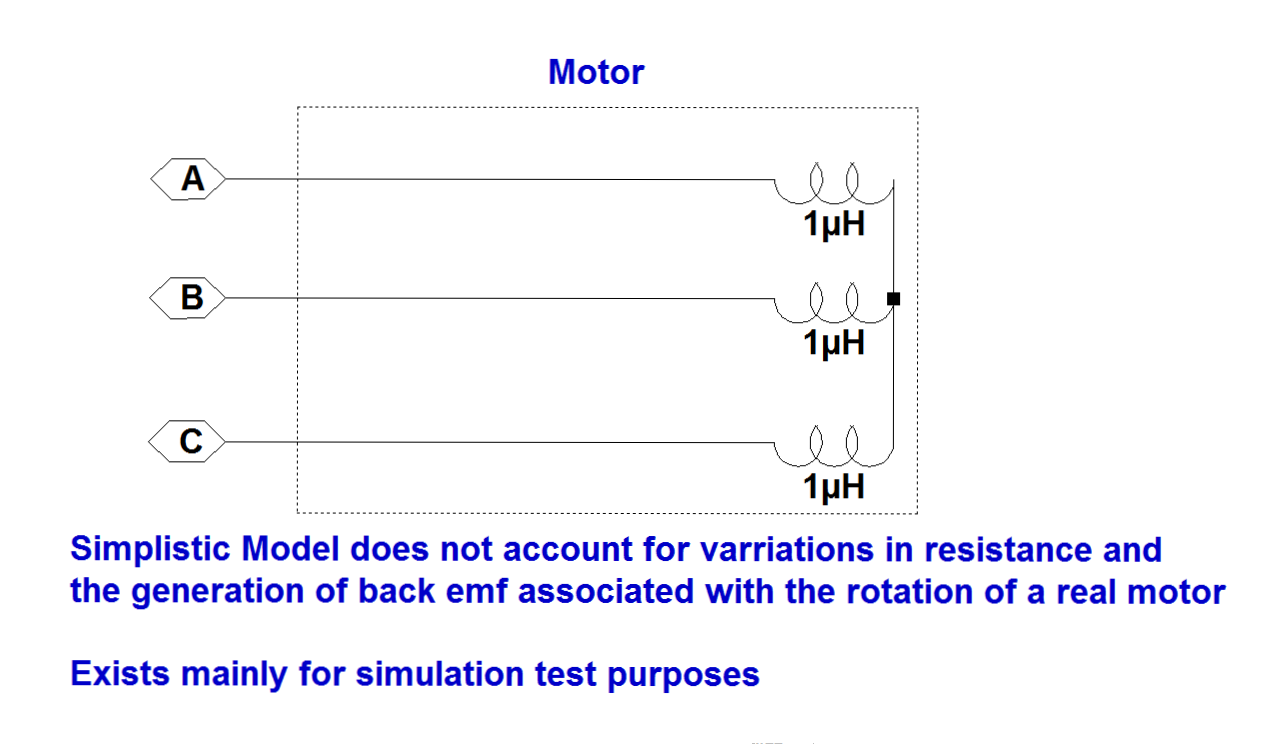 Motor
A
1µH
B
1µH
C
1µH
Simplistic Model does not account for varriations in resistance and
the generation of back emf associated with the rotation of a real motor
Exists mainly for simulation test purposes